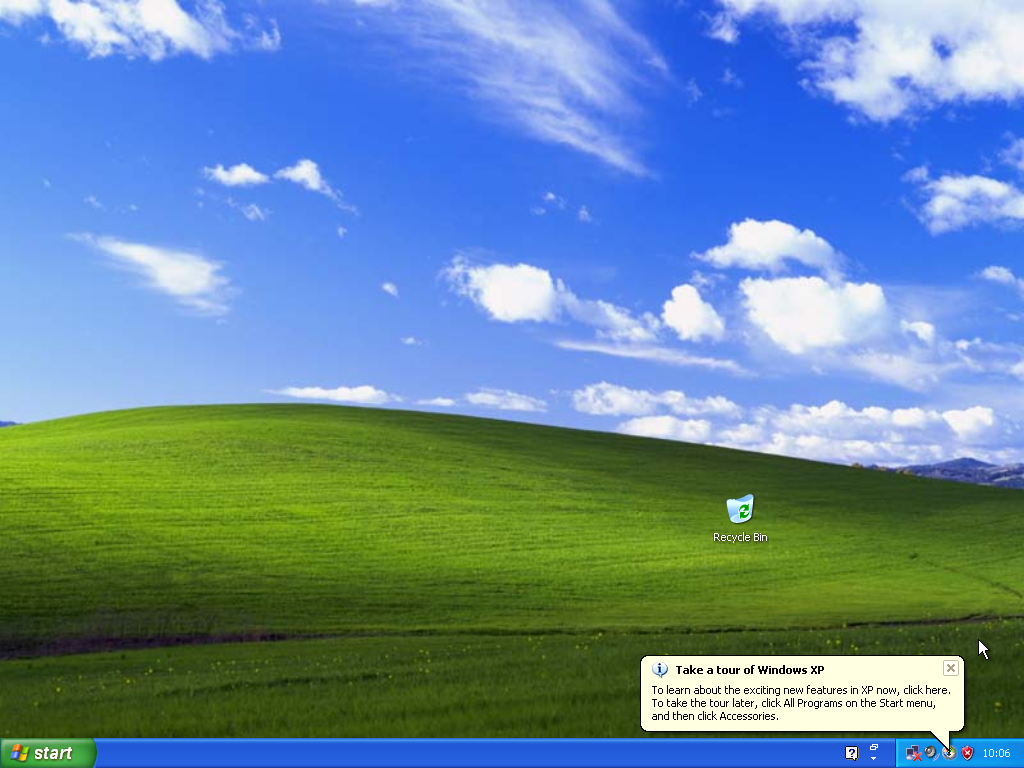 Recycle Bin
Take a tour of Windows XP
To learn about the exciting new features in XP now, click here.
To take the tour later, click All Programs on the Start menu,
and then click Accessories.
start
10:06